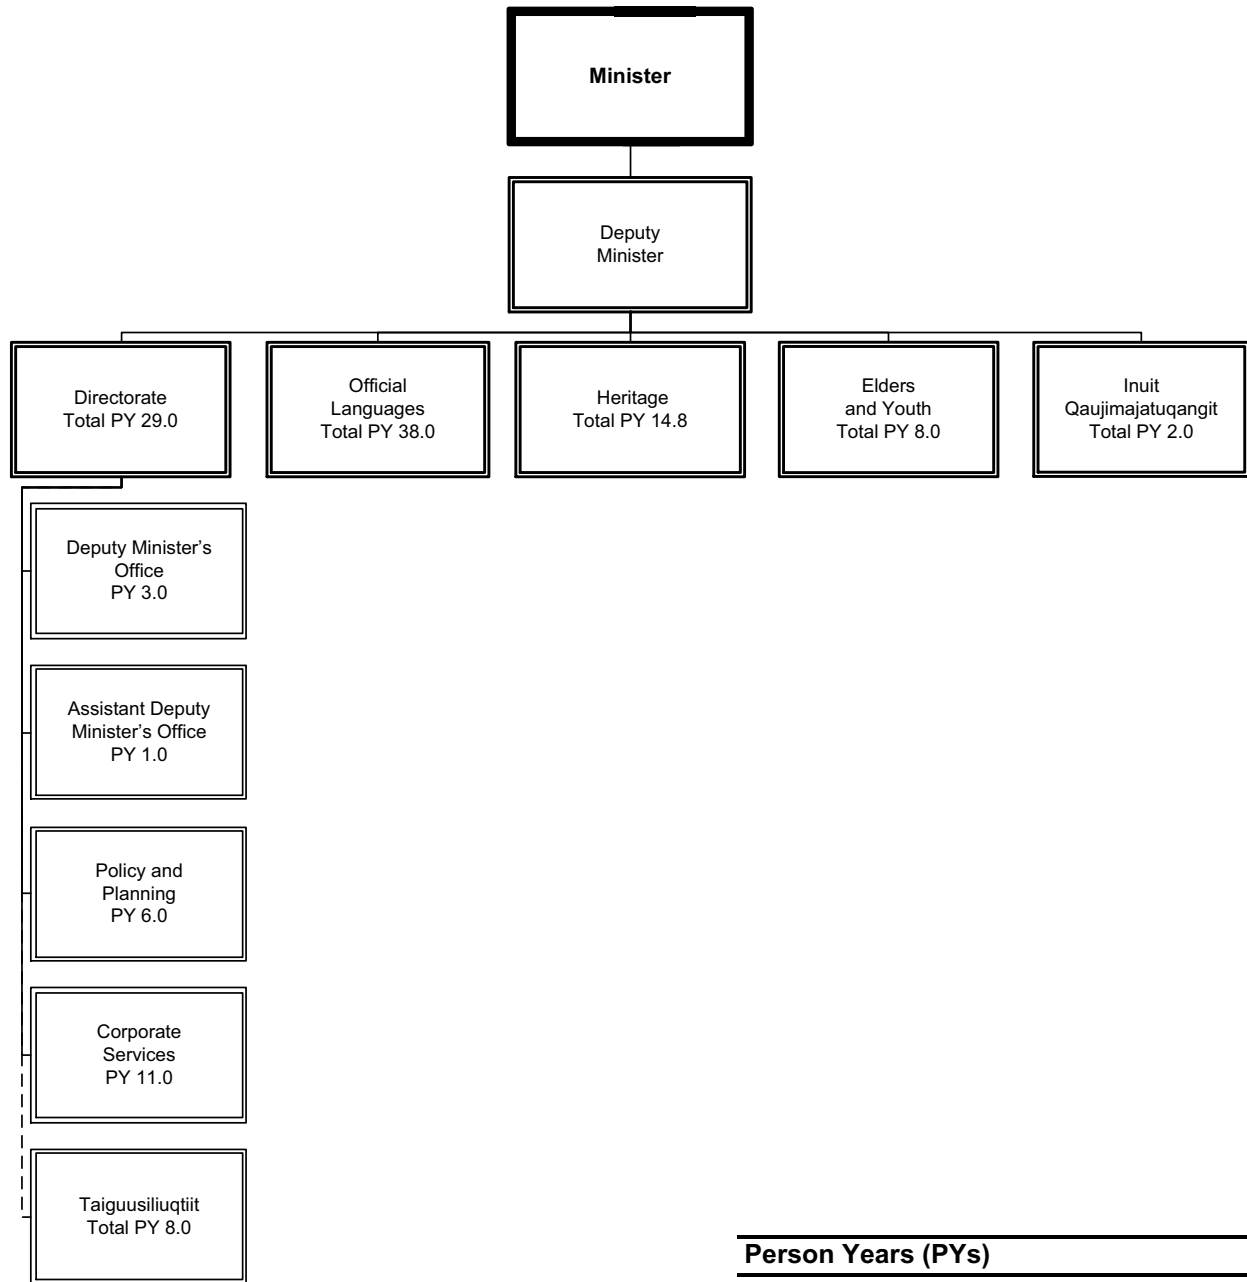 Minister
Deputy
Minister
Directorate
Total PY 29.0
Official
Languages
Total PY 38.0
Heritage
Total PY 14.8
Elders
and Youth
Total PY 8.0
Inuit
Qaujimajatuqangit
Total PY 2.0
Deputy Minister’s
Office
PY 3.0
Assistant Deputy
Minister’s Office
PY 1.0
Policy and
Planning
PY 6.0
Corporate
Services
PY 11.0
Taiguusiliuqtiit
Total PY 8.0
Person Years (PYs)